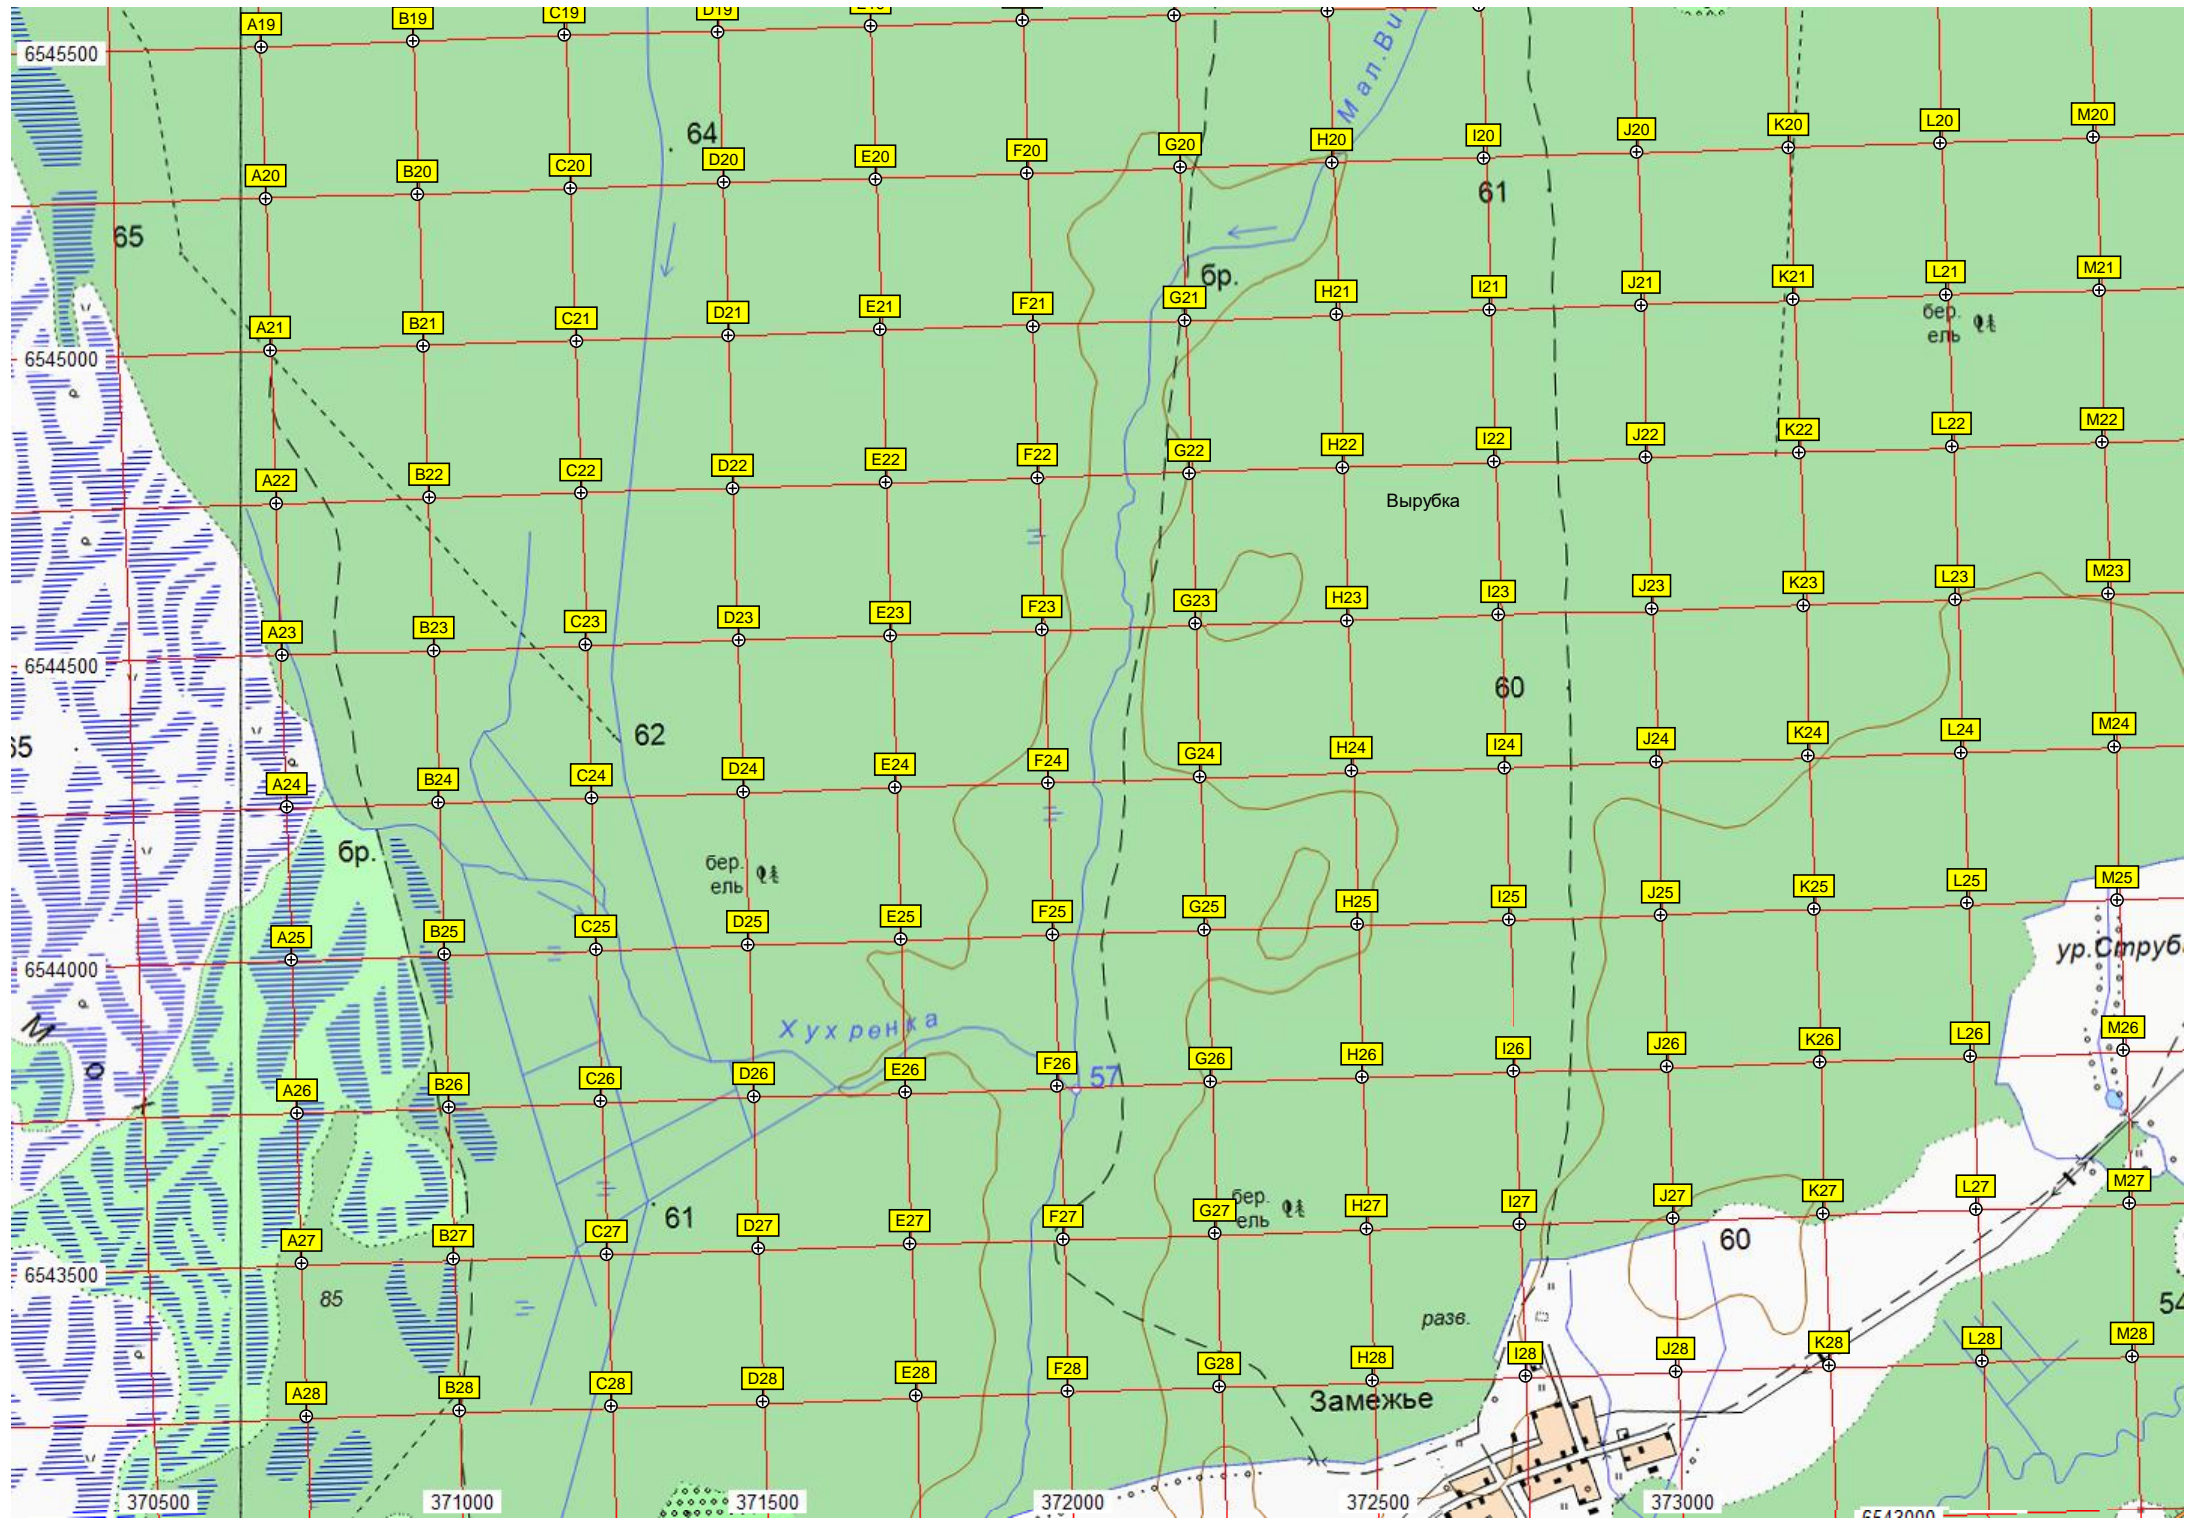 A19 B19 C19 D19
6545500
Мал.
64
A20 B20 C20 D20 E20 F20 G20 H20 I20 J20 K20 L20 M20
65
61
бр.
A21 B21 C21 D21 E21 F21 G21 H21 I21 J21 K21 L21 M21
бер.
ель
6545000
A22 B22 C22 D22 E22 F22 G22 H22 I22 J22 K22 L22 M22
Вырубка
A23 B23 C23 D23 E23 F23 G23 H23 I23 J23 K23 L23 M23
6544500
60
62
A24 B24 C24 D24 E24 F24 G24 H24 I24 J24 K24 L24 M24
бр.
бер.
ель
A25 B25 C25 D25 E25 F25 G25 H25 I25 J25 K25 L25 M25
ур.Струб
6544000
М
о
Хухренка
57
A26 B26 C26 D26 E26 F26 G26 H26 I26 J26 K26 L26 M26
61
бер.
ель
A27 B27 C27 D27 E27 F27 G27 H27 I27 J27 K27 L27 M27
60
6543500
85
разв.
54
A28 B28 C28 D28 E28 F28 G28 H28 I28 J28 K28 L28 M28
Замежье
370500 371000 371500 372000 372500 373000
6543000